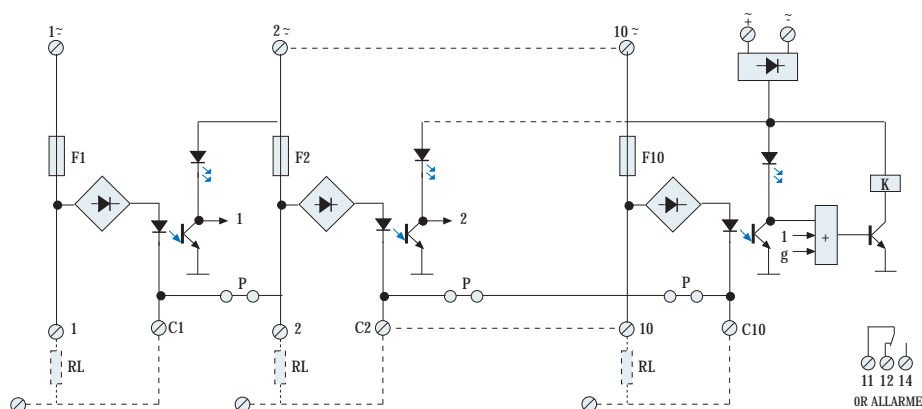 1~ 2~ 10~ ~+ ~-
F1 F2 F10
K
1 2 1 +
g
P P P
1 C1 2 C2 10 C10
RL RL RL
11 12 14
OR ALLARME